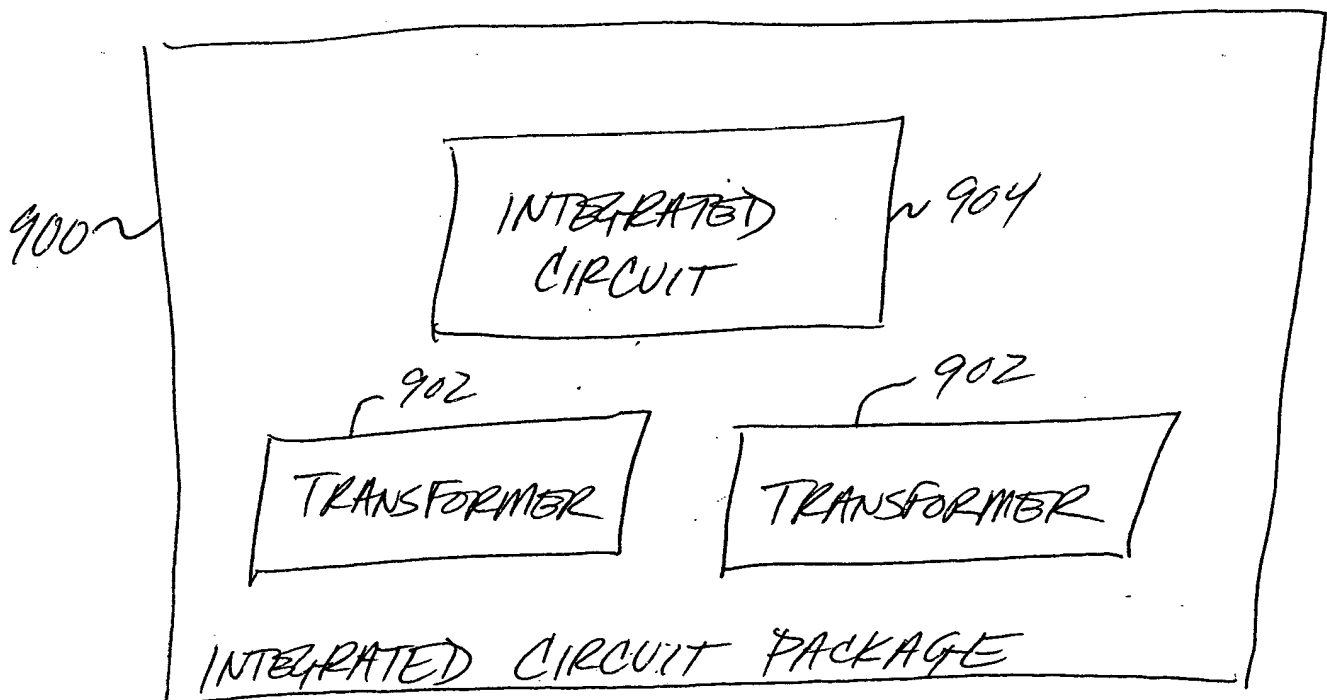 INTEGRATED
CIRCUIT
900
904
902
902
TRANSFORMER
TRANSFORMER
INTEGRATED CIRCUIT PACKAGE